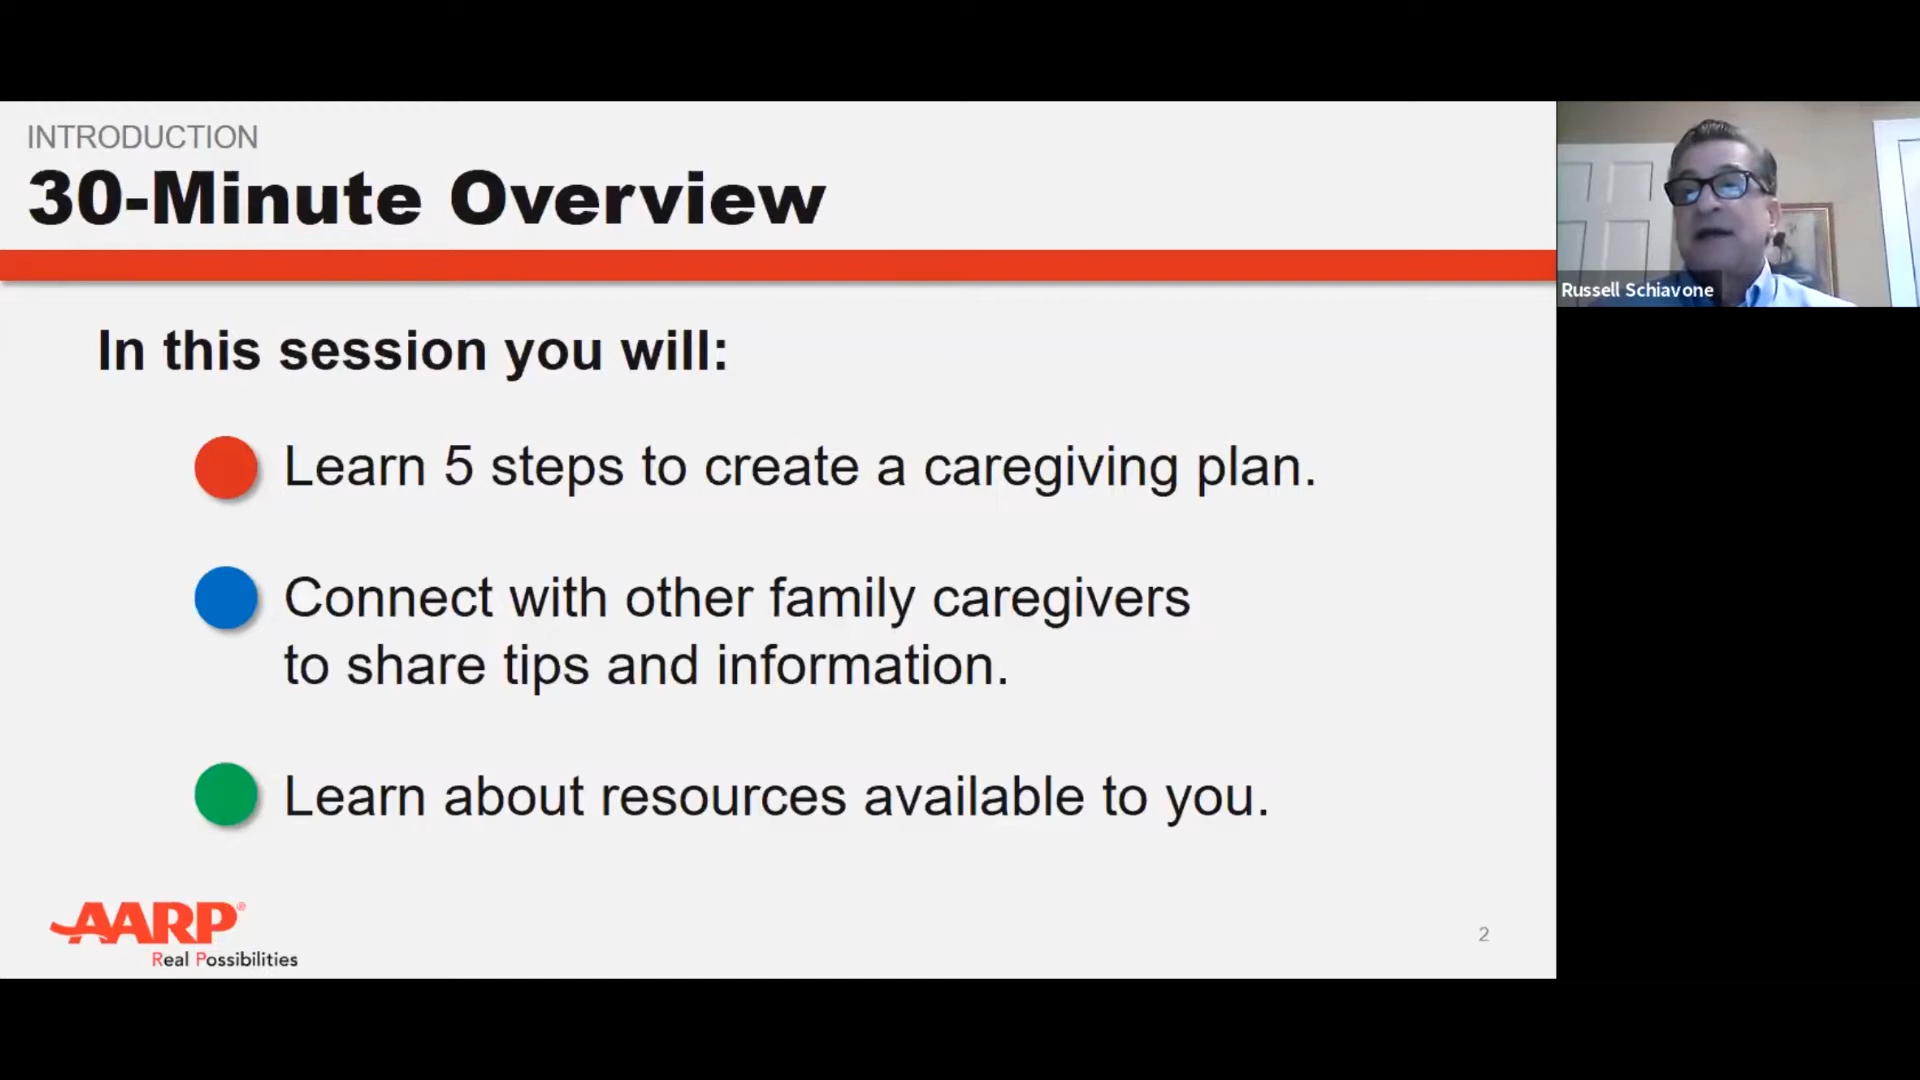 INTRODUCTION
30-Minute Overview
In this session you will:
Learn 5 steps to create a caregiving plan.
Connect with other family caregivers
to share tips and information.
Learn about resources available to you.
AARP®
Real Possibilities
2
Russell Schiavone